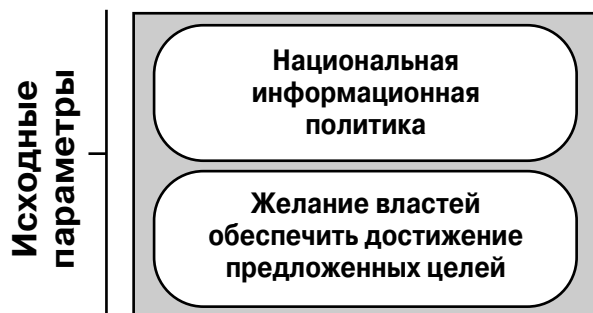 Исходные
параметры
Национальная
информационная
политика
Желание властей
обеспечить достижение
предложенных целей